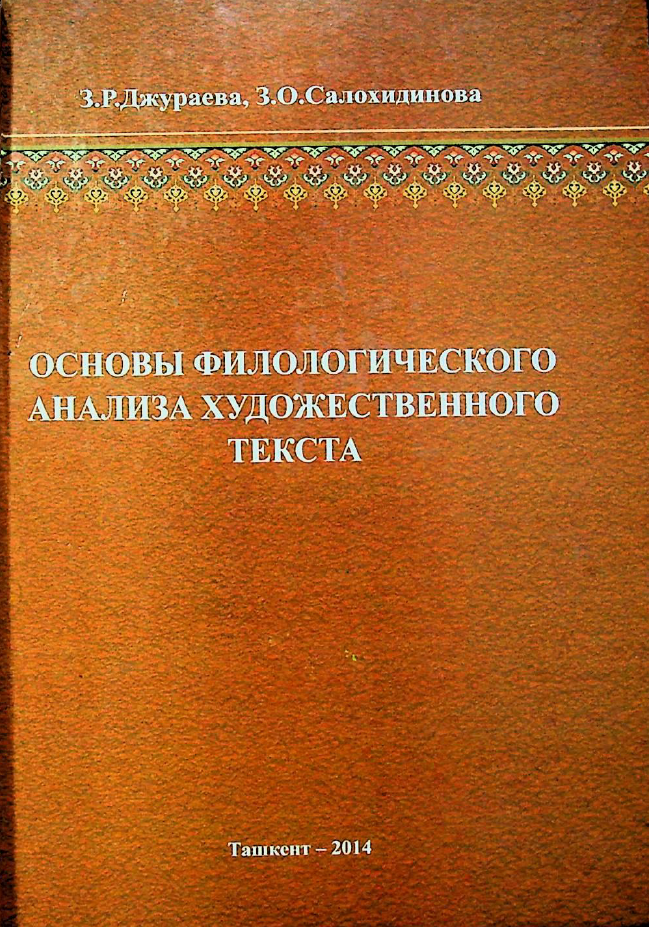 З.Р.Джураева, З.О.Салохидинова
ОСНОВЫ ФИЛОЛОГИЧЕСКОГО
АНАЛИЗА ХУДОЖЕСТВЕННОГО
ТЕКСТА
Ташкент – 2014